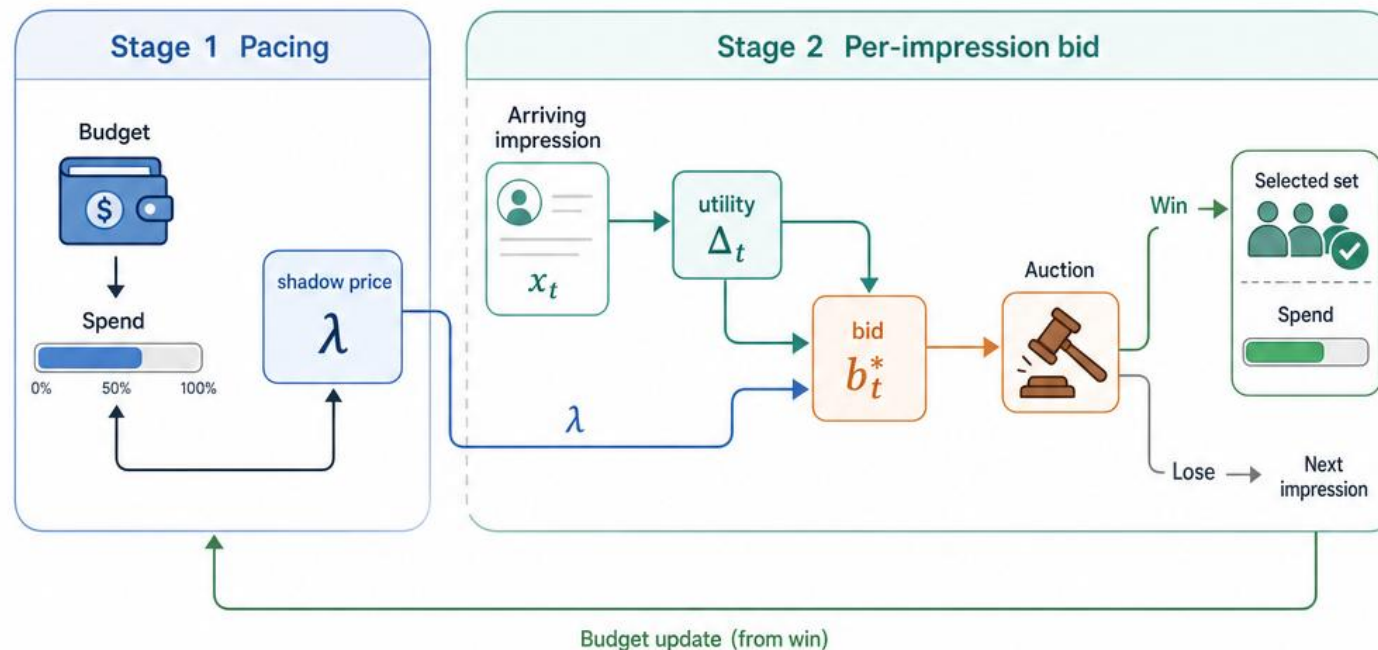 Stage 1 Pacing
Budget
$
Spend
0% 50% 100%
shadow price
λ
λ
Stage 2 Per-impression bid
Arriving
impression
x_t
utility
Δ_t
bid
b_t^*
Auction
Win
Selected set
Spend
Lose
Next
impression
Budget update (from win)